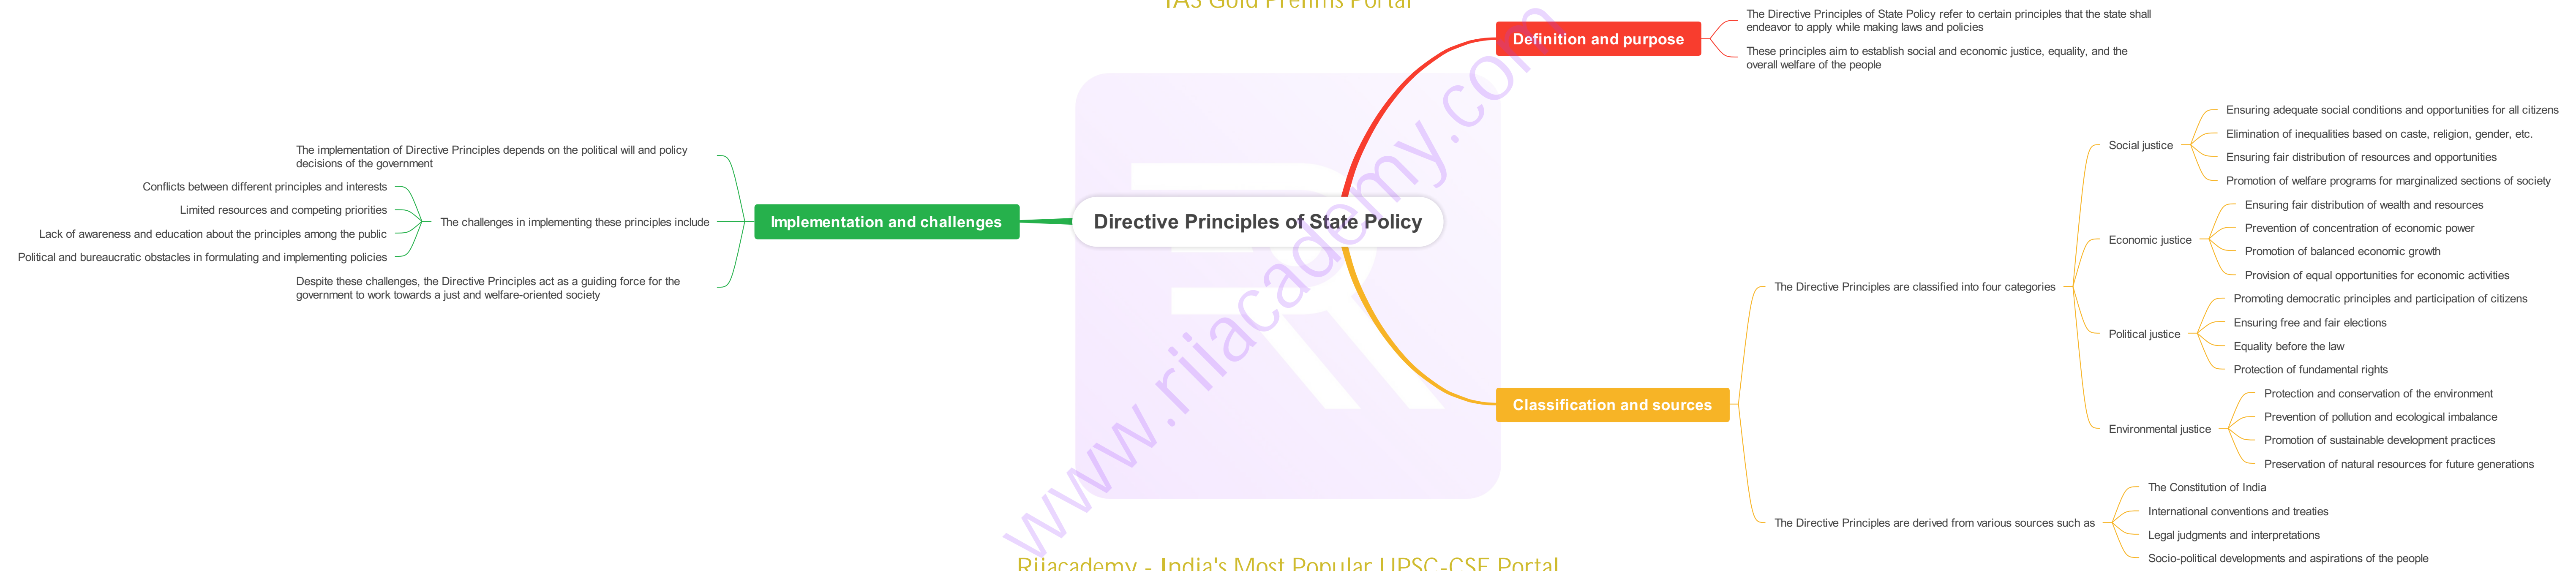 IAS Gold Prelims Portal
Definition and purpose
The Directive Principles of State Policy refer to certain principles that the state shall
endeavor to apply while making laws and policies
These principles aim to establish social and economic justice, equality, and the
overall welfare of the people
Directive Principles of State Policy
Classification and sources
The Directive Principles are classified into four categories
Social justice
Ensuring adequate social conditions and opportunities for all citizens
Elimination of inequalities based on caste, religion, gender, etc.
Ensuring fair distribution of resources and opportunities
Promotion of welfare programs for marginalized sections of society
Economic justice
Ensuring fair distribution of wealth and resources
Prevention of concentration of economic power
Promotion of balanced economic growth
Provision of equal opportunities for economic activities
Political justice
Promoting democratic principles and participation of citizens
Ensuring free and fair elections
Equality before the law
Protection of fundamental rights
Environmental justice
Protection and conservation of the environment
Prevention of pollution and ecological imbalance
Promotion of sustainable development practices
Preservation of natural resources for future generations
The Directive Principles are derived from various sources such as
The Constitution of India
International conventions and treaties
Legal judgments and interpretations
Socio-political developments and aspirations of the people
Implementation and challenges
The implementation of Directive Principles depends on the political will and policy
decisions of the government
The challenges in implementing these principles include
Conflicts between different principles and interests
Limited resources and competing priorities
Lack of awareness and education about the principles among the public
Political and bureaucratic obstacles in formulating and implementing policies
Despite these challenges, the Directive Principles act as a guiding force for the
government to work towards a just and welfare-oriented society
www.rijiacademy.com
Rijacademy - India's Most Popular UPSC-CSE Portal